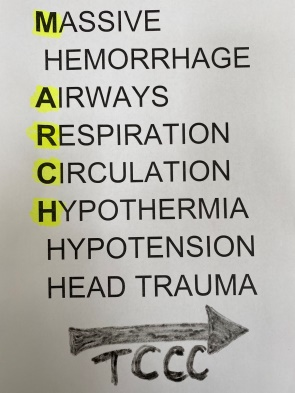 MASSIVE
HEMORRHAGE
AIRWAYS
RESPIRATION
CIRCULATION
HYPOTHERMIA
HYPOTENSION
HEAD TRAUMA
TCCC